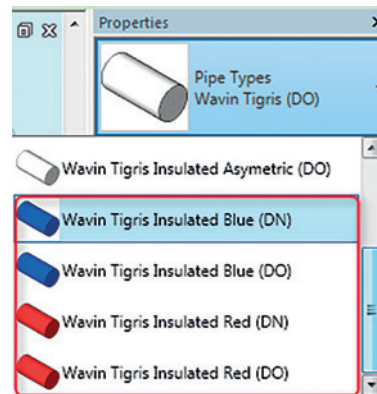 Properties
Pipe Types
Wavin Tigris (DO)
Wavin Tigris Insulated Asymetric (DO)
Wavin Tigris Insulated Blue (DN)
Wavin Tigris Insulated Blue (DO)
Wavin Tigris Insulated Red (DN)
Wavin Tigris Insulated Red (DO)